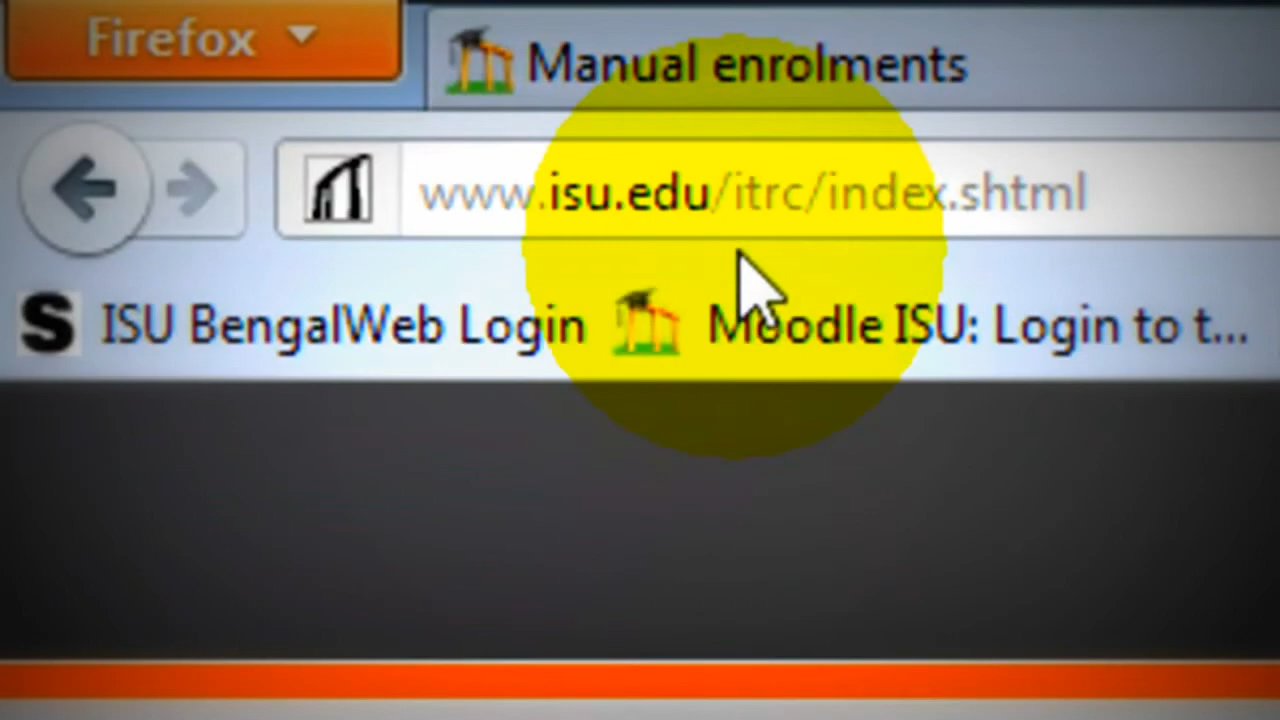 Firefox
Manual enrolments
www.isu.edu/itrc/index.shtml
S ISU BengalWeb Login Moodle ISU: Login to t...